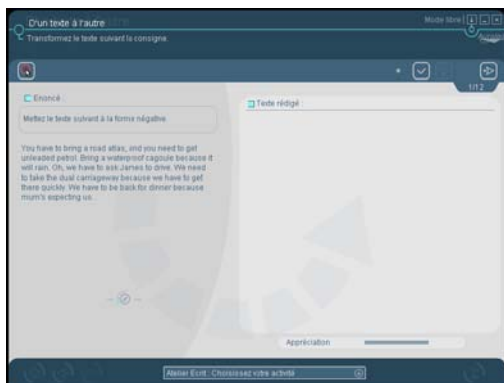 D'un texte à l'autre
Mode libre
Transformez le texte suivant la consigne.
1/12
Enoncé :
Texte rédigé :
Mettez le texte suivant à la forme négative.
You have to bring a road atlas, and you need to get
unleaded petrol. Bring a waterproof cagoule because it
will rain. Oh, we have to ask James to drive. We need
to take the dual carriageway because we have to get
there quickly. We have to be back for dinner because
mum's expecting us...
Appréciation
Atelier Ecrit : Choisissez votre activité